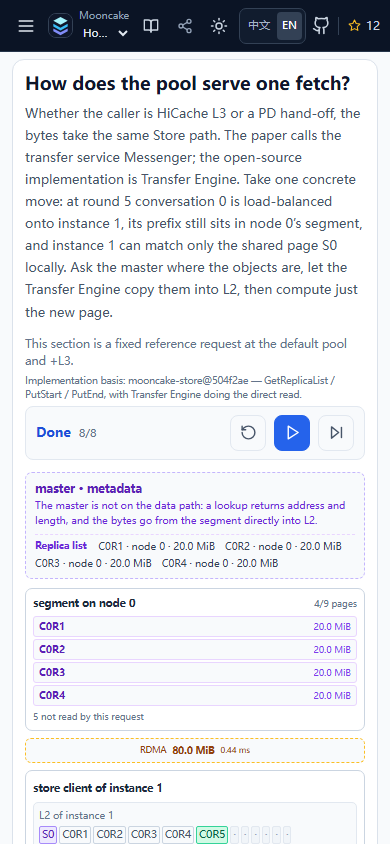 Mooncake
Ho...
中文
EN
12
How does the pool serve one fetch?
Whether the caller is HiCache L3 or a PD hand-off, the
bytes take the same Store path. The paper calls the
transfer service Messenger; the open-source
implementation is Transfer Engine. Take one concrete
move: at round 5 conversation 0 is load-balanced
onto instance 1, its prefix still sits in node 0's segment,
and instance 1 can match only the shared page S0
locally. Ask the master where the objects are, let the
Transfer Engine copy them into L2, then compute just
the new page.
This section is a fixed reference request at the default pool
and +L3.
Implementation basis: mooncake-store@504f2ae — GetReplicaList /
PutStart / PutEnd, with Transfer Engine doing the direct read.
Done 8/8
master • metadata
The master is not on the data path: a lookup returns address and
length, and the bytes go from the segment directly into L2.
Replica list C0R1 · node 0 · 20.0 MiB C0R2 · node 0 · 20.0 MiB
C0R3 · node 0 · 20.0 MiB C0R4 · node 0 · 20.0 MiB
segment on node 0 4/9 pages
C0R1 20.0 MiB
C0R2 20.0 MiB
C0R3 20.0 MiB
C0R4 20.0 MiB
5 not read by this request
RDMA 80.0 MiB 0.44 ms
store client of instance 1
L2 of instance 1
S0 C0R1 C0R2 C0R3 C0R4 C0R5 · · · · · ·